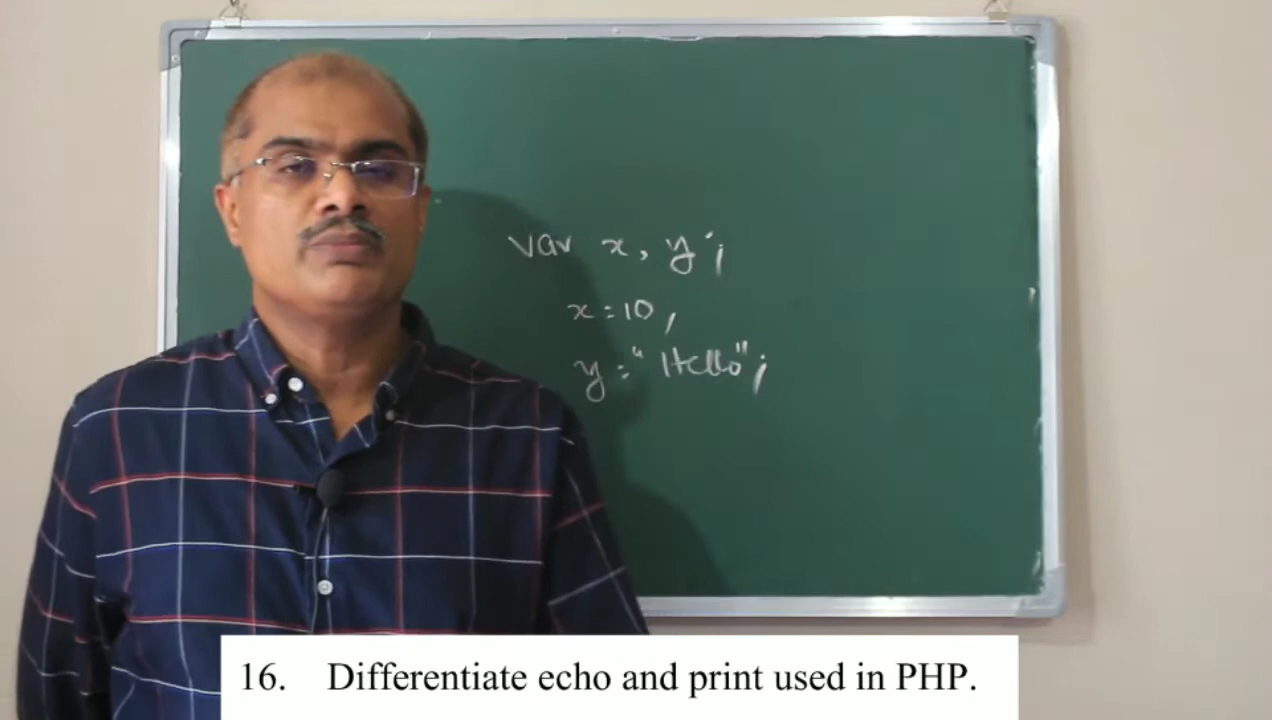 var x, y;
x=10,
y="Hello";
16. Differentiate echo and print used in PHP.